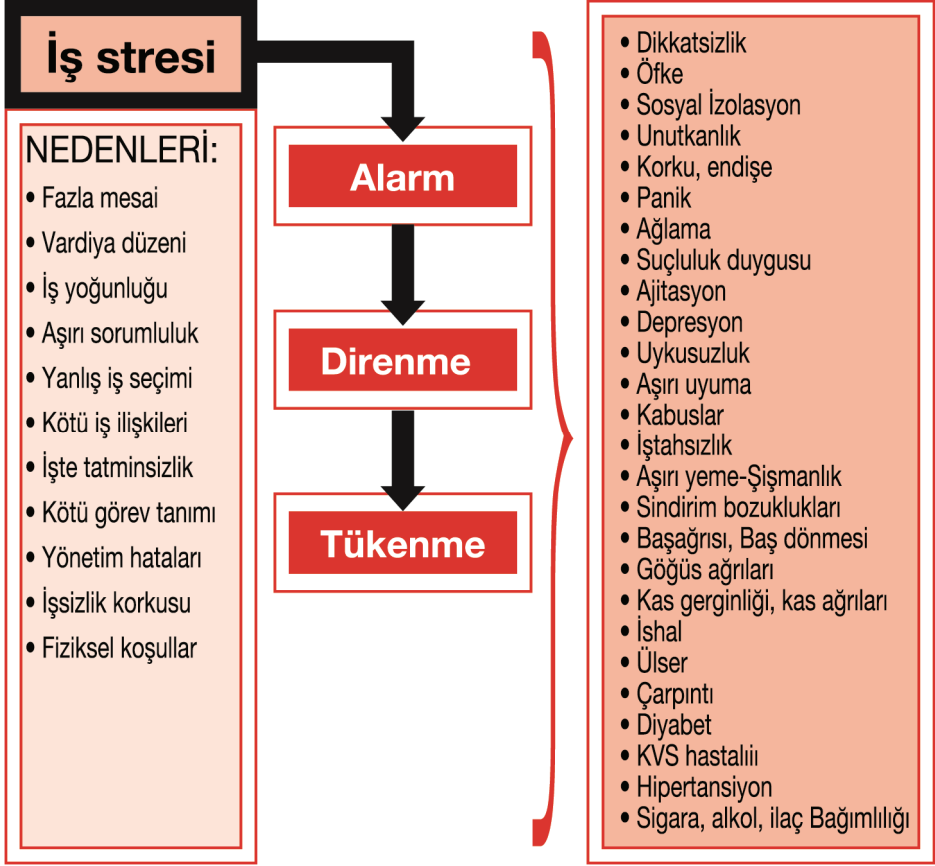 İş stresi
NEDENLERİ:
• Fazla mesai
• Vardiya düzeni
• İş yoğunluğu
• Aşırı sorumluluk
• Yanlış iş seçimi
• Kötü iş ilişkileri
• İşte tatminsizlik
• Kötü görev tanımı
• Yönetim hataları
• İşsizlik korkusu
• Fiziksel koşullar
Alarm
Direnme
Tükenme
• Dikkatsizlik
• Öfke
• Sosyal İzolasyon
• Unutkanlık
• Korku, endişe
• Panik
• Ağlama
• Suçluluk duygusu
• Ajitasyon
• Depresyon
• Uykusuzluk
• Aşırı uyuma
• Kabuslar
• İştahsızlık
• Aşırı yeme-Şişmanlık
• Sindirim bozuklukları
• Başağrısı, Baş dönmesi
• Göğüs ağrıları
• Kas gerginliği, kas ağrıları
• İshal
• Ülser
• Çarpıntı
• Diyabet
• KVS hastalıiı
• Hipertansiyon
• Sigara, alkol, ilaç Bağımlılığı